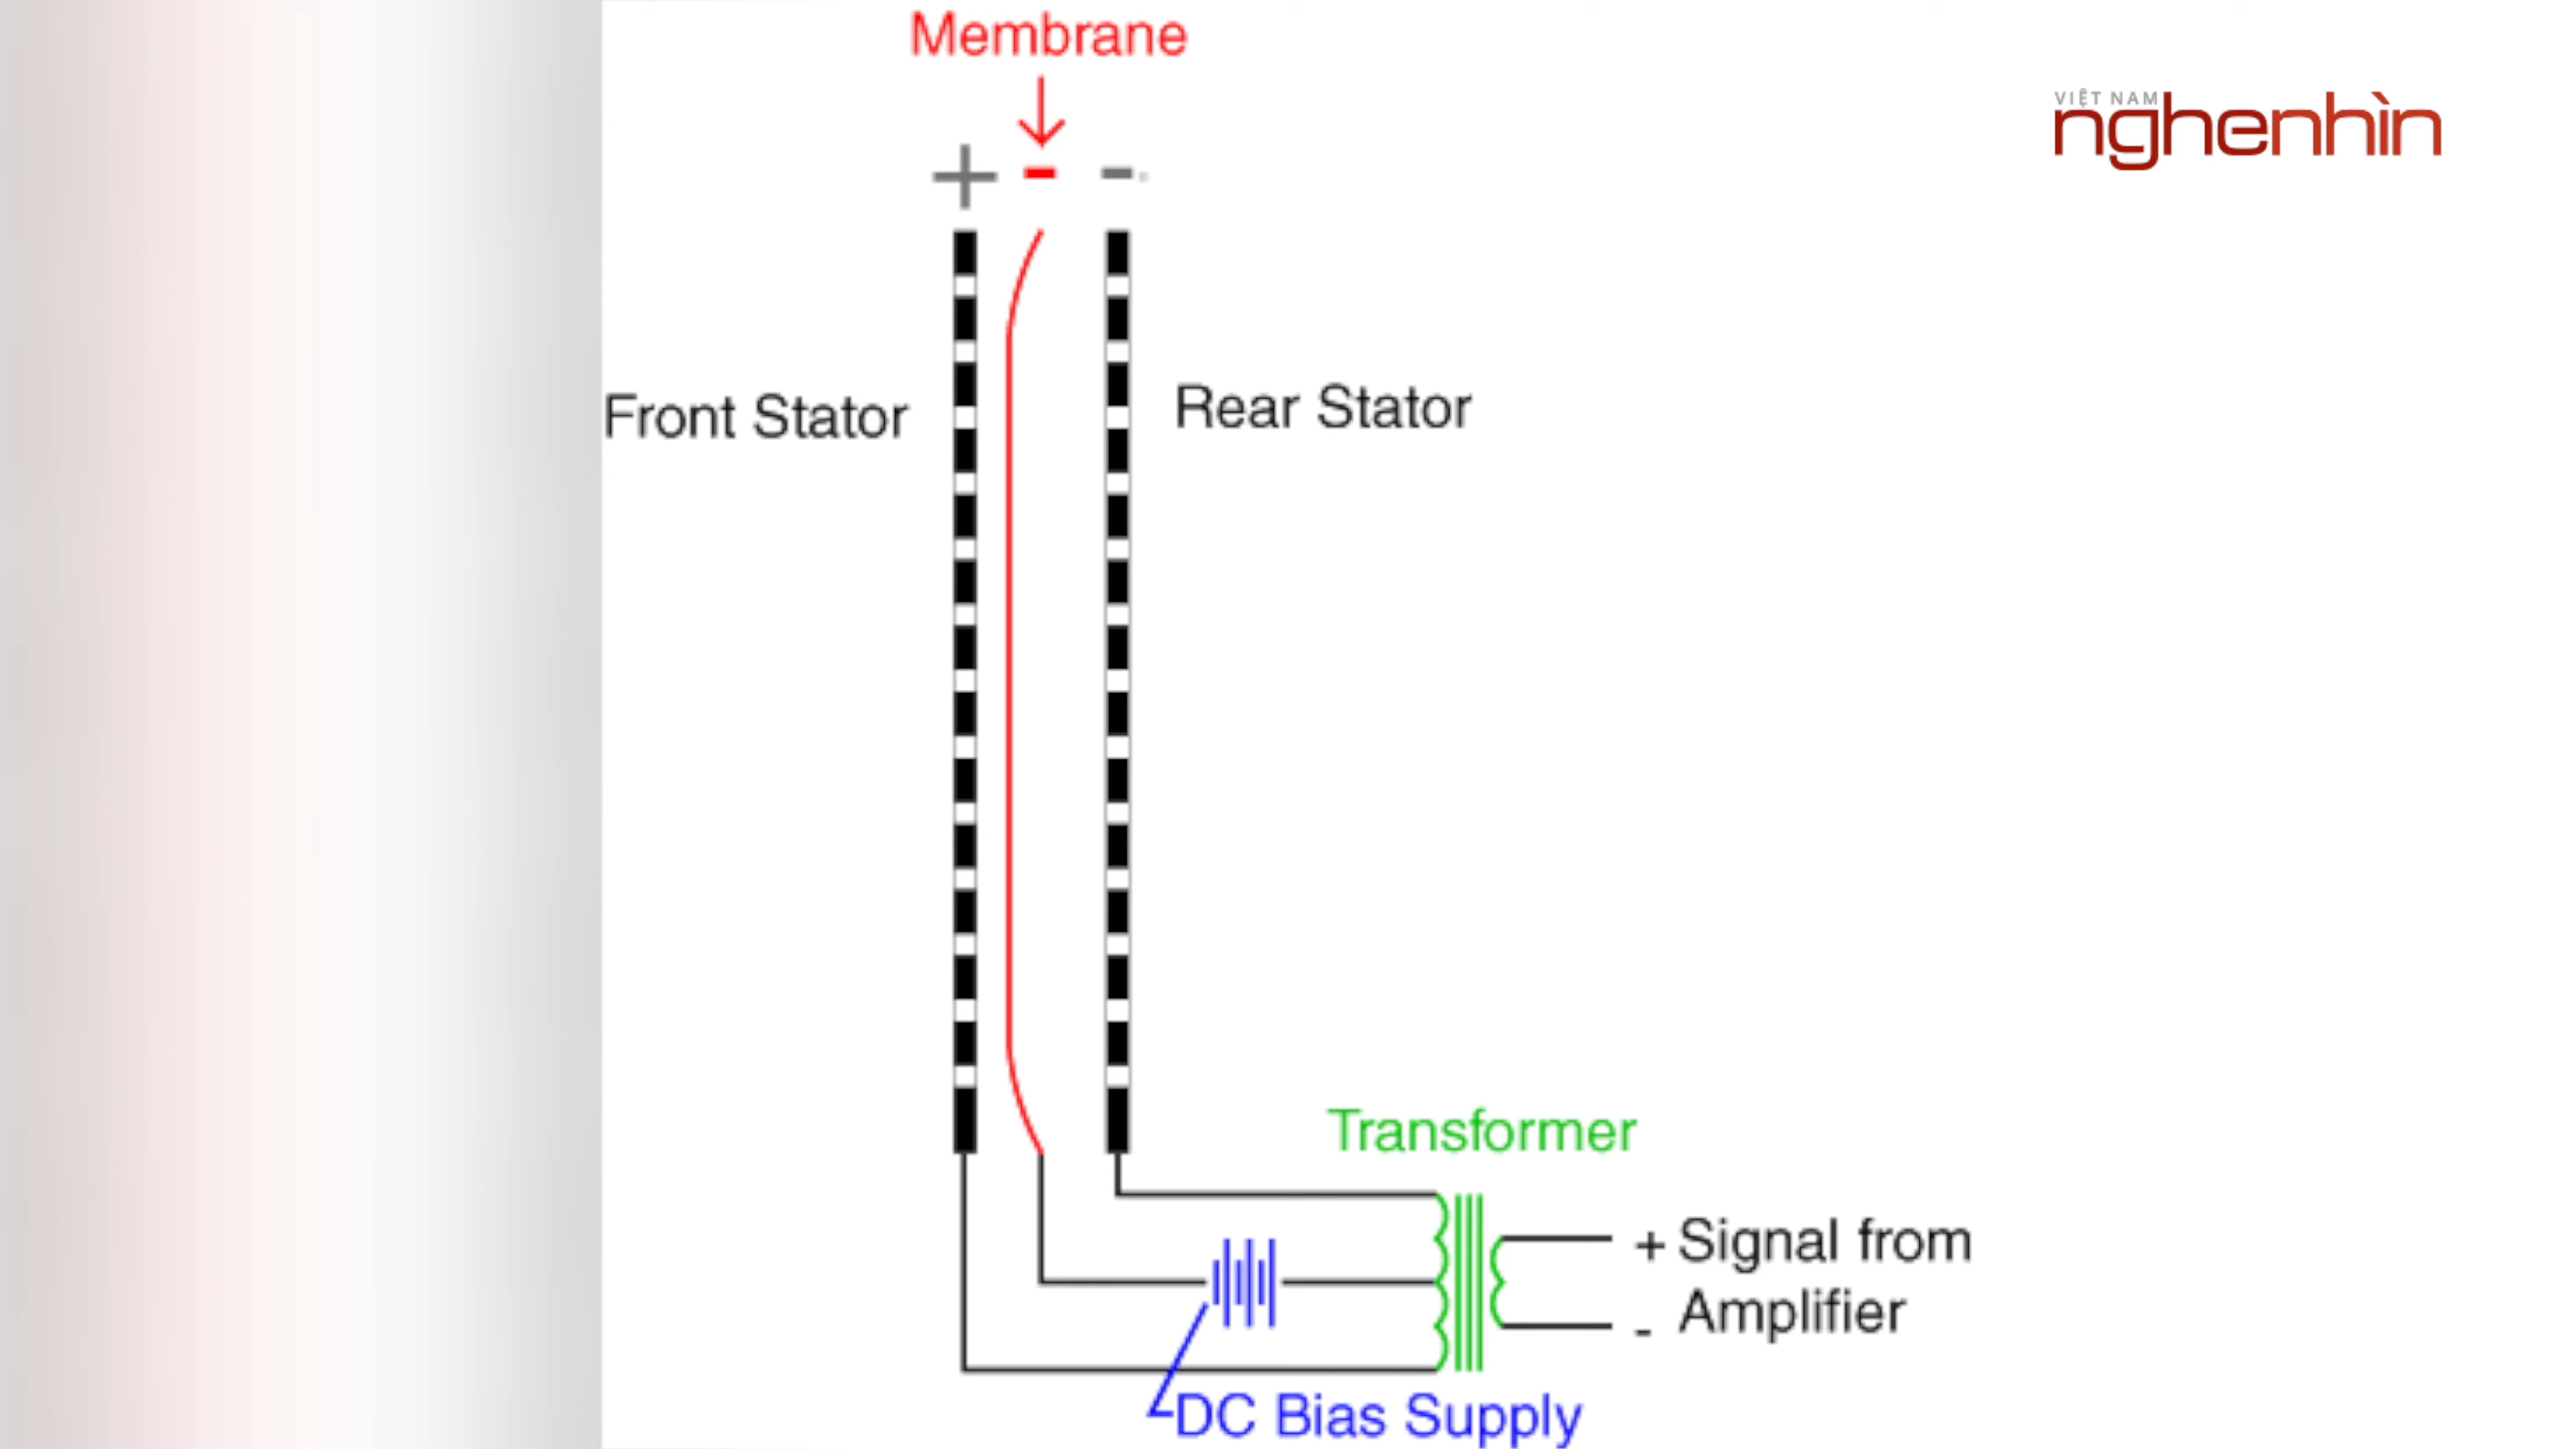 Membrane
+ - -
VIỆT NAM
nghenhìn
Front Stator
Rear Stator
Transformer
+ Signal from
- Amplifier
DC Bias Supply